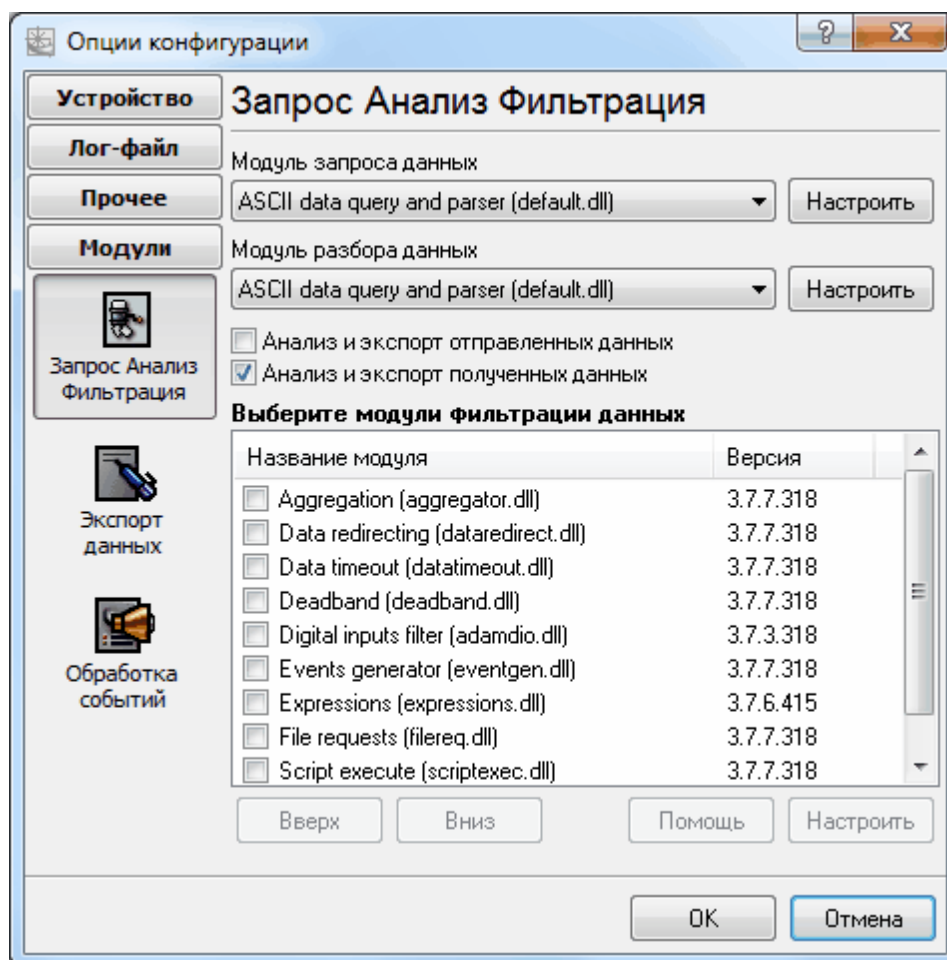 Опции конфигурации
?
Устройство
Лог-файл
Прочее
Модули
Запрос Анализ
Фильтрация
Экспорт
данных
Обработка
событий
Запрос Анализ Фильтрация
Модуль запроса данных
ASCII data query and parser (default.dll)
Настроить
Модуль разбора данных
ASCII data query and parser (default.dll)
Настроить
Анализ и экспорт отправленных данных
Анализ и экспорт полученных данных
Выберите модули фильтрации данных
Название модуля Версия
Aggregation (aggregator.dll) 3.7.7.318
Data redirecting (dataredirect.dll) 3.7.7.318
Data timeout (datatimeout.dll) 3.7.7.318
Deadband (deadband.dll) 3.7.7.318
Digital inputs filter (adamdio.dll) 3.7.3.318
Events generator (eventgen.dll) 3.7.7.318
Expressions (expressions.dll) 3.7.6.415
File requests (filereq.dll) 3.7.7.318
Script execute (scriptexec.dll) 3.7.7.318
Вверх Вниз Помощь Настроить
OK Отмена